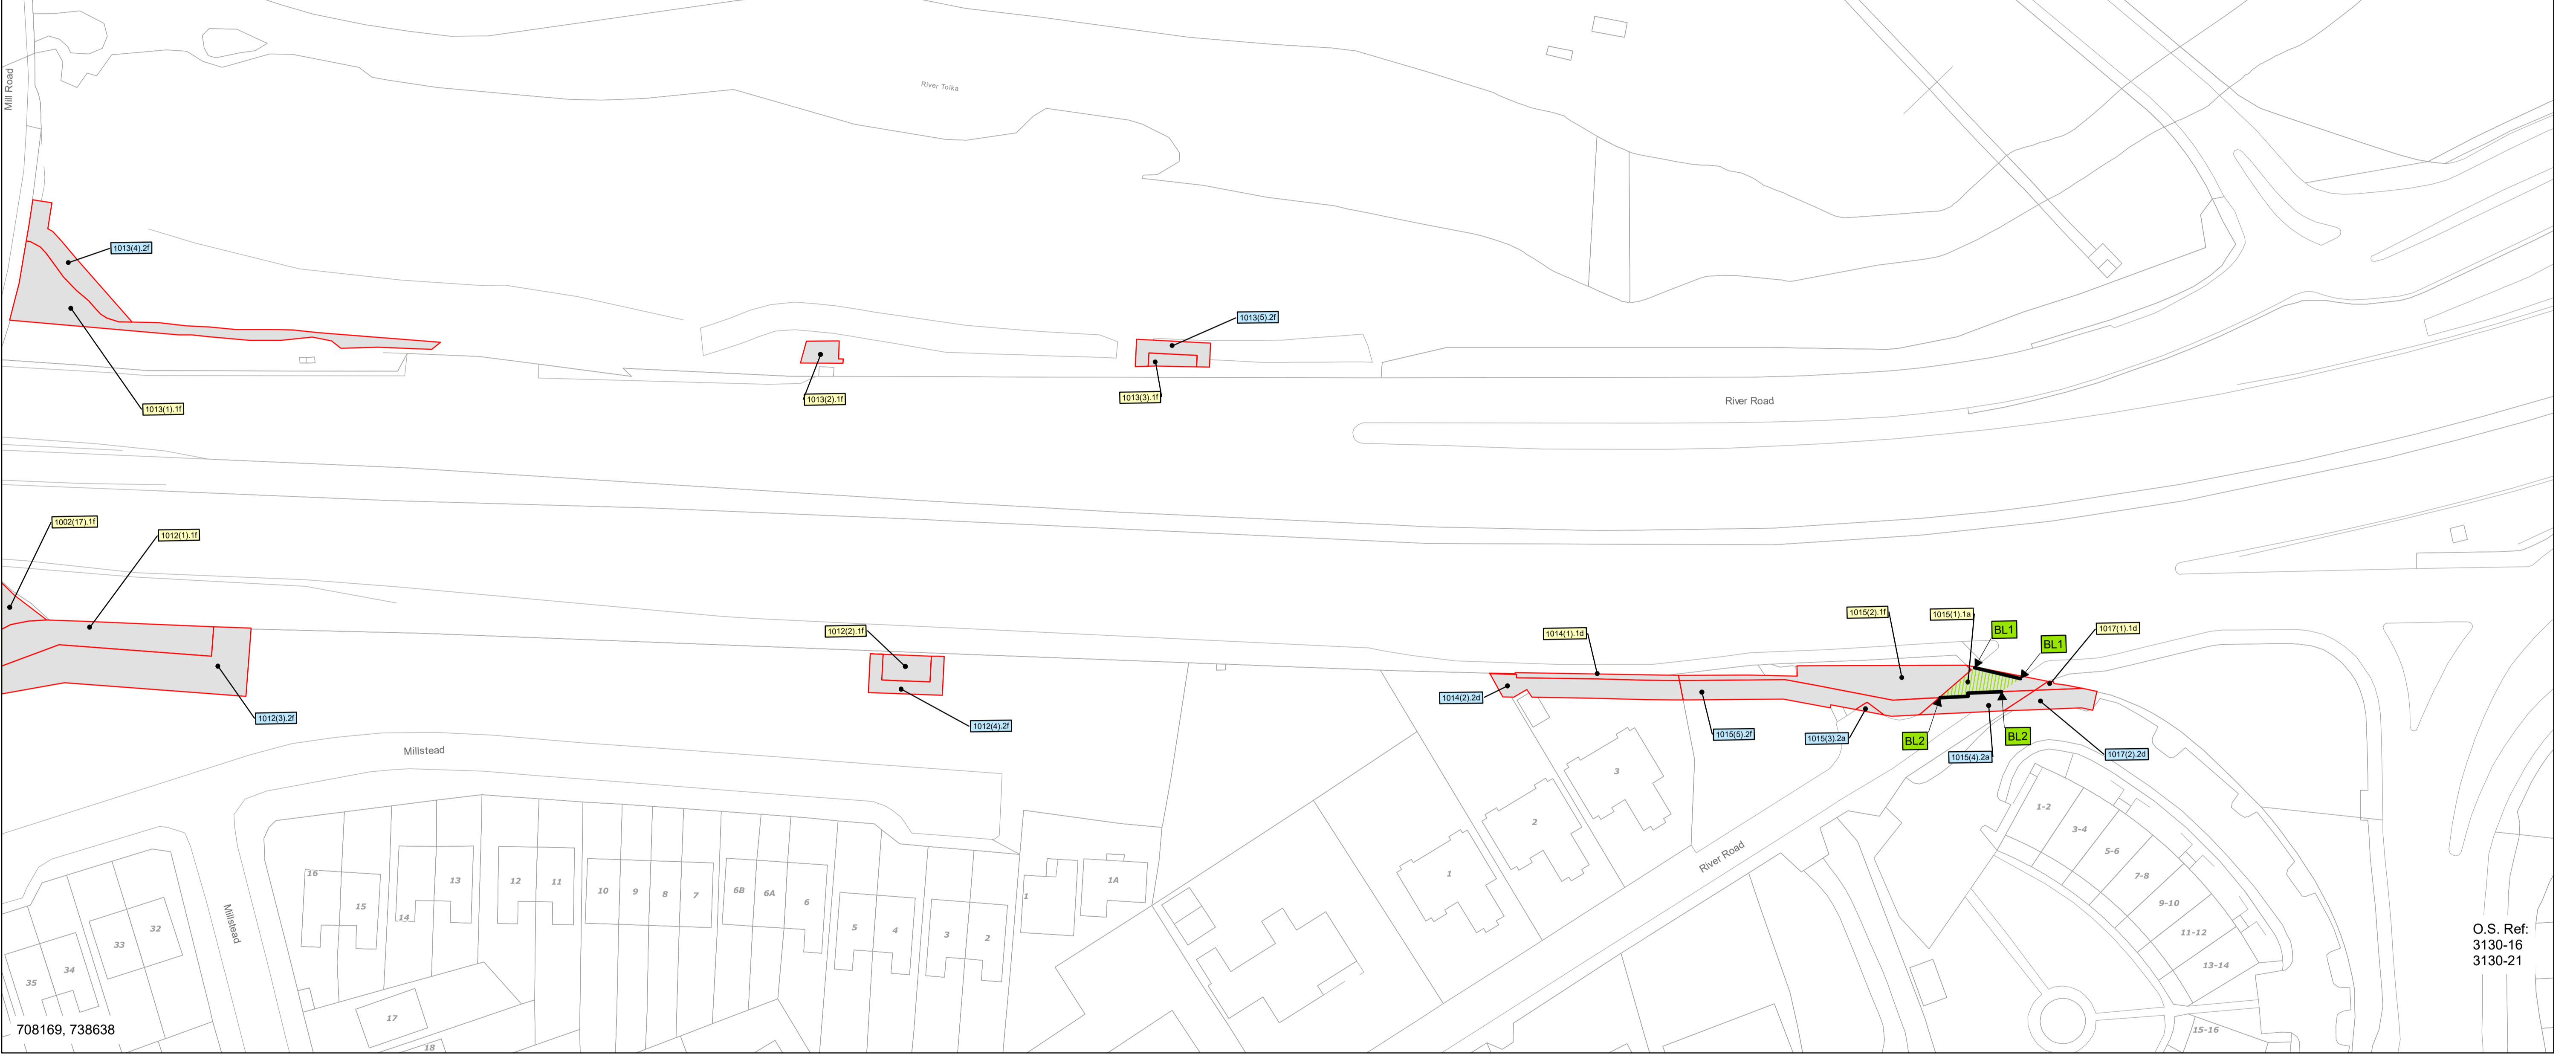 Mill Road
River Tolka
1013(4).2f
1013(5).2f
1013(1).1f
1013(2).1f
1013(3).1f
River Road
1002(17).1f
1012(1).1f
1012(2).1f
1014(1).1d
1015(2).1f
1015(1).1a
BL1
BL1
1017(1).1d
1012(3).2f
1012(4).2f
1014(2).2d
1015(5).2f
1015(3).2a
BL2
1015(4).2a
BL2
1017(2).2d
Millstead
Millstead
River Road
16
15
14
13
12
11
10
9
8
7
6B
6A
6
5
4
3
2
1
1A
1
2
3
1-2
3-4
5-6
7-8
9-10
11-12
13-14
15-16
35
34
33
32
17
18
O.S. Ref:
3130-16
3130-21
708169, 738638